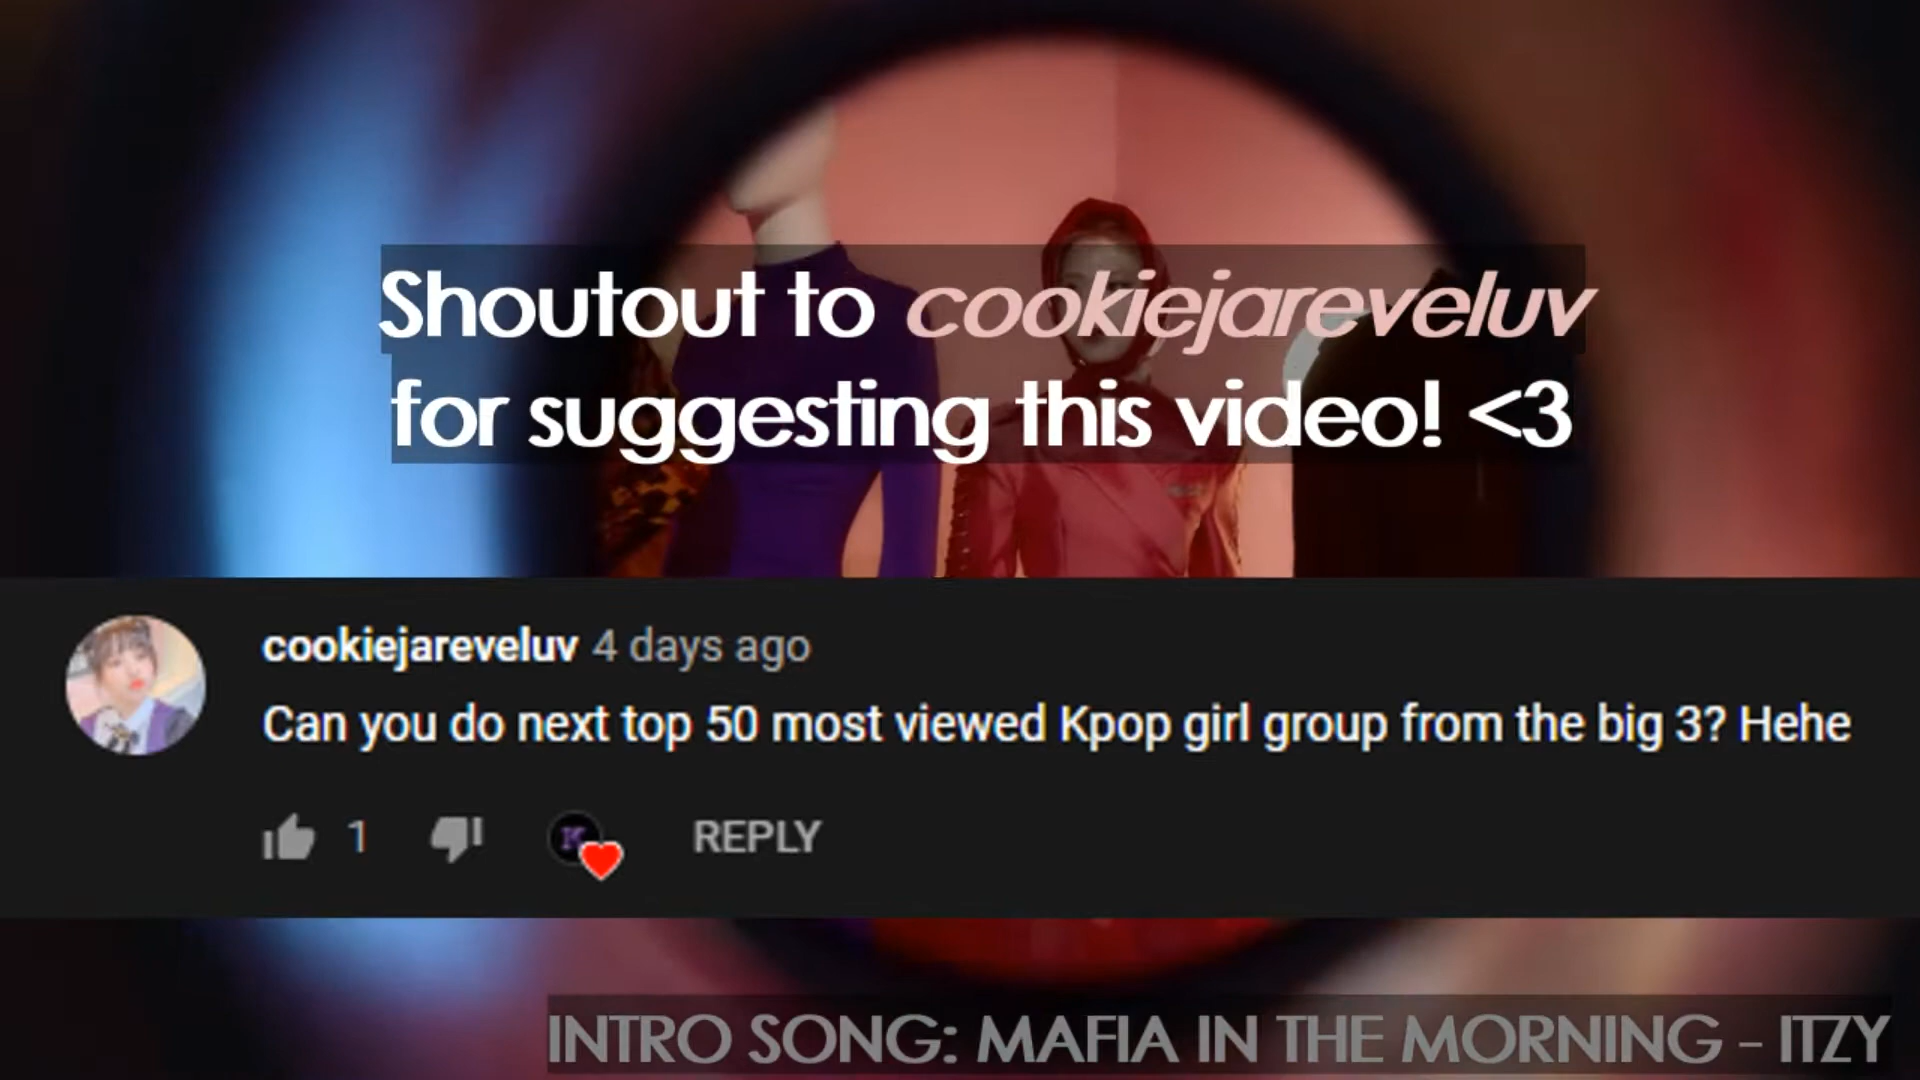 Shoutout to cookiejareveluv
for suggesting this video! <3
cookiejareveluv 4 days ago
Can you do next top 50 most viewed Kpop girl group from the big 3? Hehe
1 K REPLY
INTRO SONG: MAFIA IN THE MORNING - ITZY